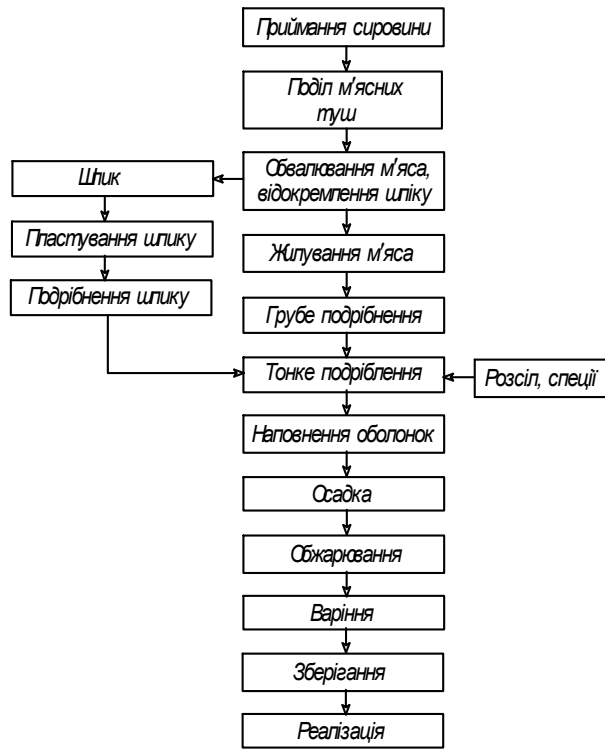 Приймання сировини
Поділ м'ясних
туш
Обвалювання м'яса,
відокремлення шпіку
Шпик
Пластування шпику
Подрібнення шпику
Жилування м'яса
Грубе подрібнення
Тонке подріблення
Розсіл, спеції
Наповнення оболонок
Осадка
Обжарювання
Варіння
Зберігання
Реалізація